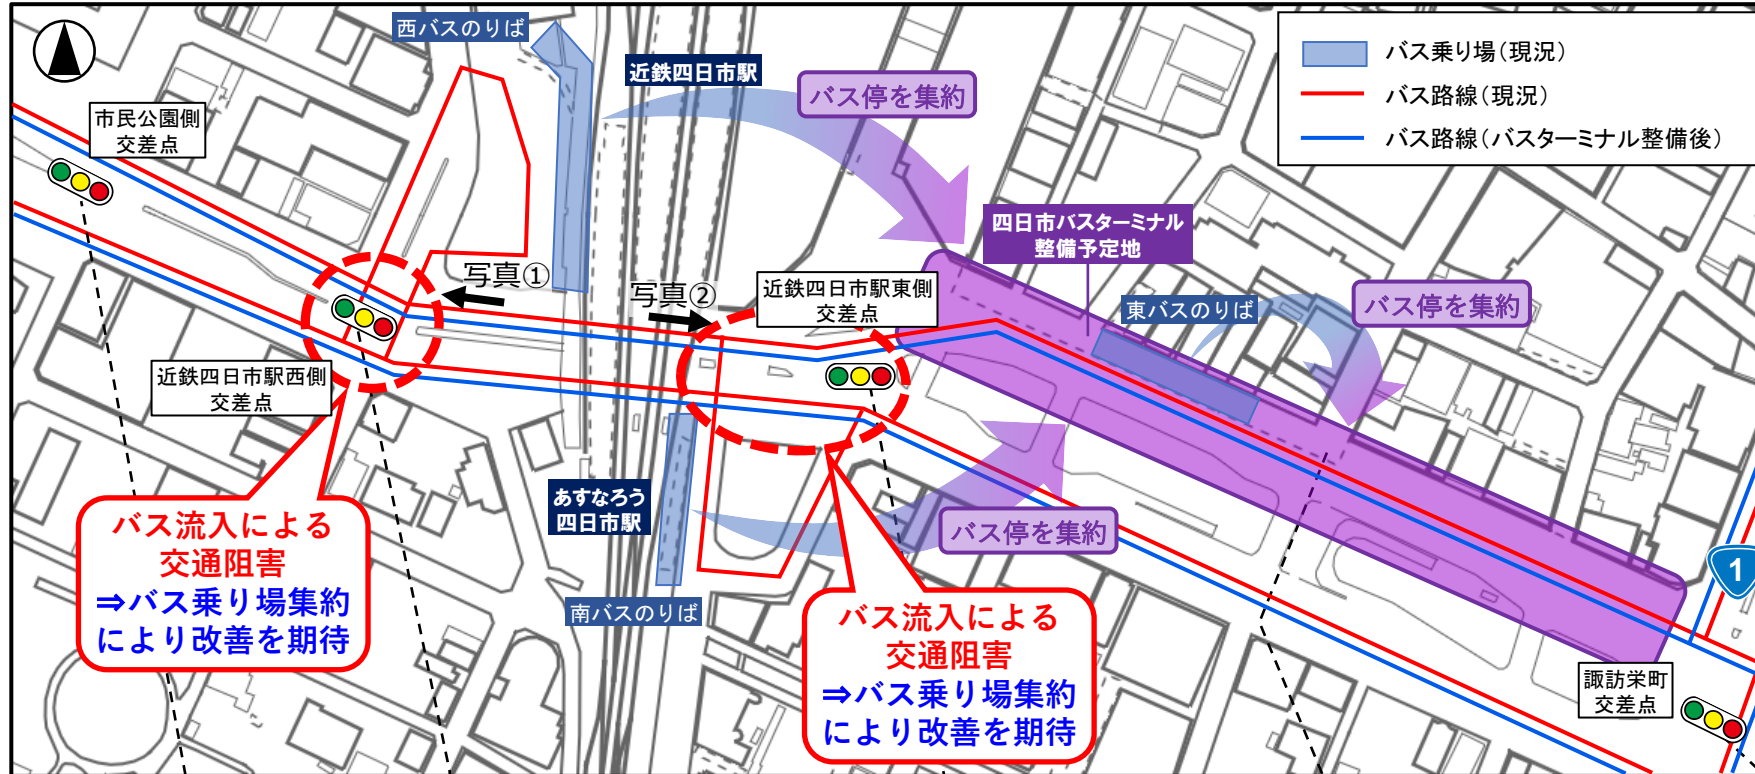 西バスのりば
近鉄四日市駅
バス停を集約
バス乗り場(現況)
バス路線(現況)
バス路線(バスターミナル整備後)
市民公園側
交差点
四日市バスターミナル
整備予定地
写真①
写真②
近鉄四日市駅東側
交差点
東バスのりば
バス停を集約
近鉄四日市駅西側
交差点
あすなろう
四日市駅
バス停を集約
バス流入による
交通阻害
⇒バス乗り場集約
により改善を期待
南バスのりば
バス流入による
交通阻害
⇒バス乗り場集約
により改善を期待
1
諏訪栄町
交差点